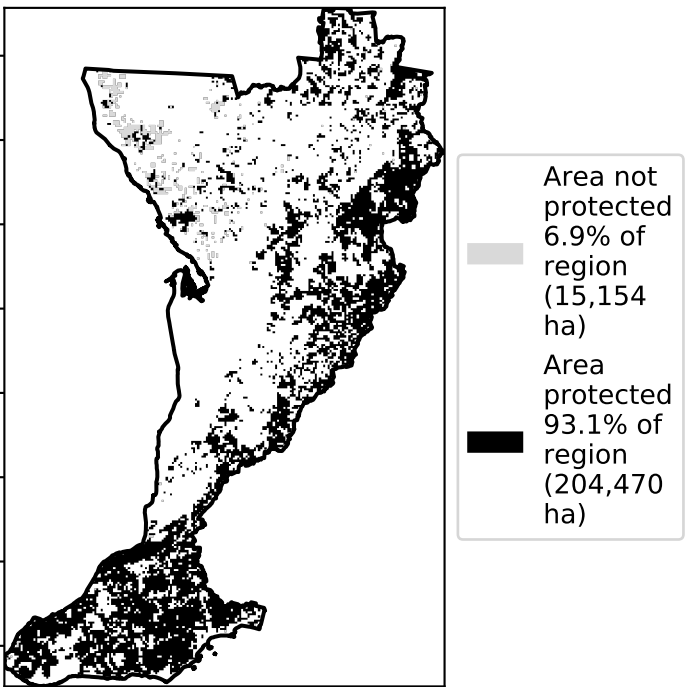 Area not
protected
6.9% of
region
(15,154
ha)
Area
protected
93.1% of
region
(204,470
ha)